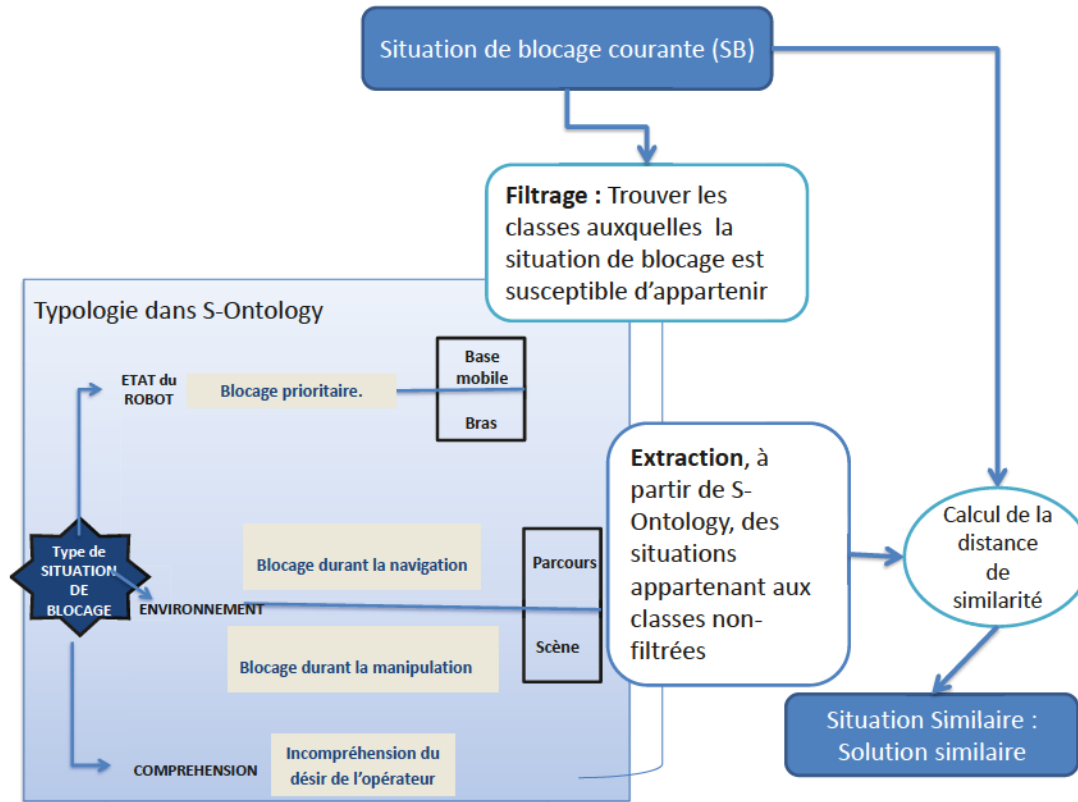 Situation de blocage courante (SB)
Filtrage : Trouver les
classes auxquelles la
situation de blocage est
susceptible d'appartenir
Typologie dans S-Ontology
ETAT du
ROBOT
Blocage prioritaire.
Base
mobile
Bras
Type de
SITUATION
DE
BLOCAGE
Blocage durant la navigation
ENVIRONNEMENT
Blocage durant la manipulation
Parcours
Scène
COMPREHENSION
Incompréhension du
désir de l'opérateur
Extraction, à
partir de S-
Ontology, des
situations
appartenant aux
classes non-
filtrées
Calcul de la
distance
de
similarité
Situation Similaire :
Solution similaire